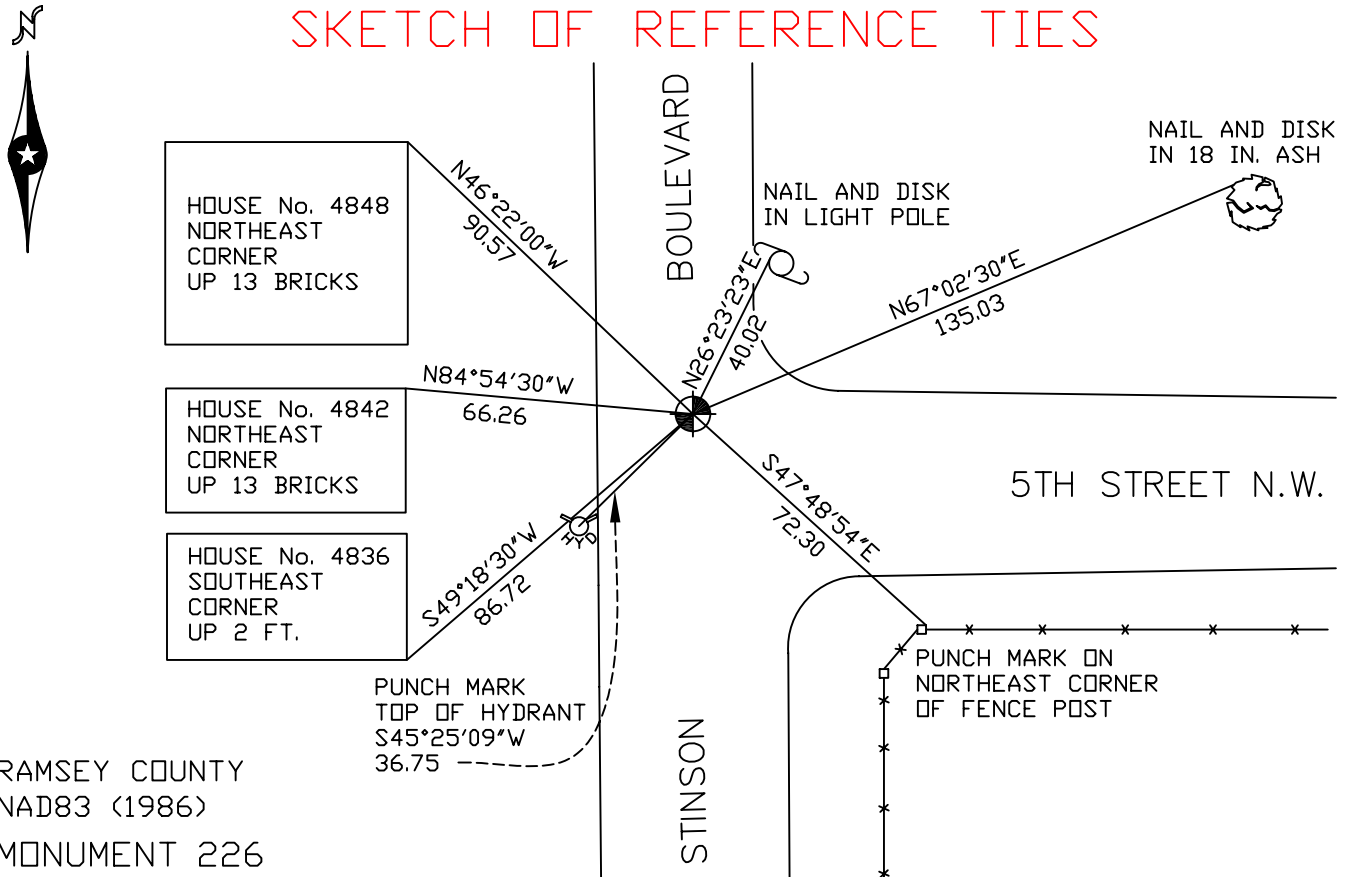 N
SKETCH OF REFERENCE TIES
BOULEVARD
NAIL AND DISK
IN 18 IN. ASH
NAIL AND DISK
IN LIGHT POLE
HOUSE No. 4848
NORTHEAST
CORNER
UP 13 BRICKS
N46°22'00"W
90.57
N26°23'23"E
40.02
N67°02'30"E
135.03
N84°54'30"W
66.26
HOUSE No. 4842
NORTHEAST
CORNER
UP 13 BRICKS
S47°48'54"E
72.30
5TH STREET N.W.
HYD
HOUSE No. 4836
SOUTHEAST
CORNER
UP 2 FT.
S49°18'30"W
86.72
PUNCH MARK ON
NORTHEAST CORNER
OF FENCE POST
PUNCH MARK
TOP OF HYDRANT
S45°25'09"W
36.75
STINSON
RAMSEY COUNTY
NAD83 (1986)
MONUMENT 226